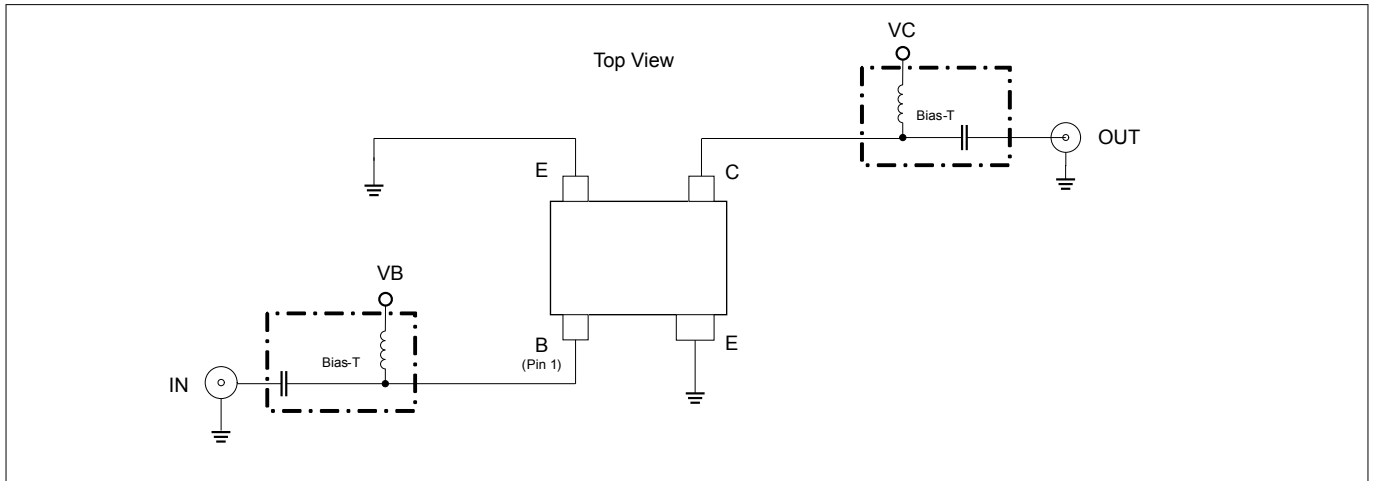 VC
Top View
Bias-T
OUT
E
C
VB
Bias-T
B
(Pin 1)
E
IN